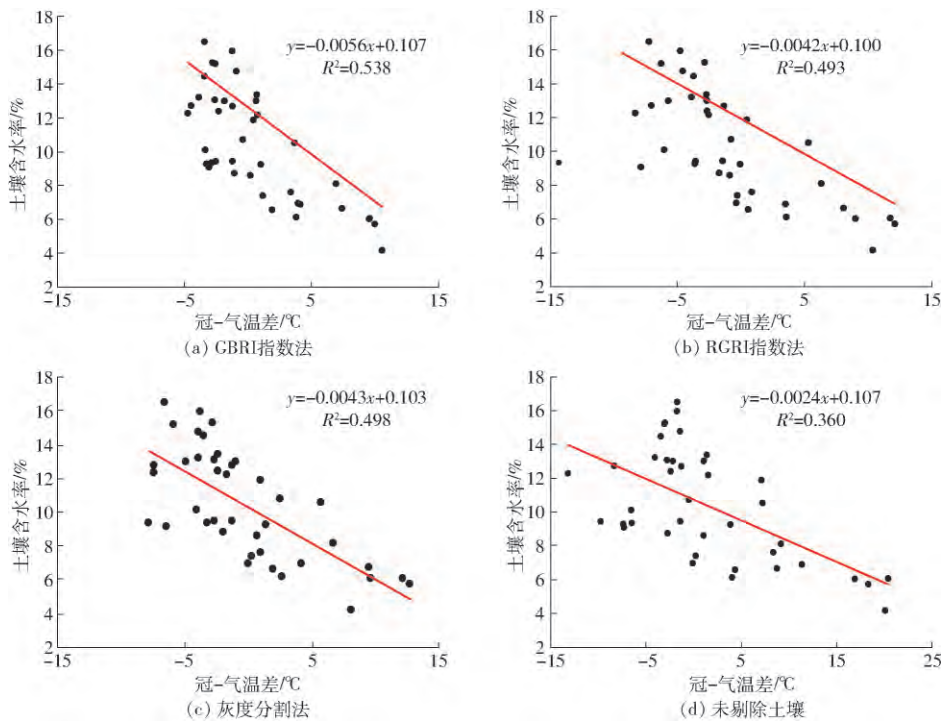 18
16
14
12
10
8
6
4
2
土壤含水率/%
y=-0.0056x+0.107
R²=0.538
-15
-5
5
15
冠-气温差/℃
(a) GBRI指数法
18
16
14
12
10
8
6
4
2
土壤含水率/%
y=-0.0042x+0.100
R²=0.493
-15
-5
5
15
冠-气温差/℃
(b) RGRI指数法
18
16
14
12
10
8
6
4
2
土壤含水率/%
y=-0.0043x+0.103
R²=0.498
-15
-5
5
15
冠-气温差/℃
(c) 灰度分割法
18
16
14
12
10
8
6
4
2
土壤含水率/%
y=-0.0024x+0.107
R²=0.360
-15
-5
5
15
25
冠-气温差/℃
(d) 未剔除土壤